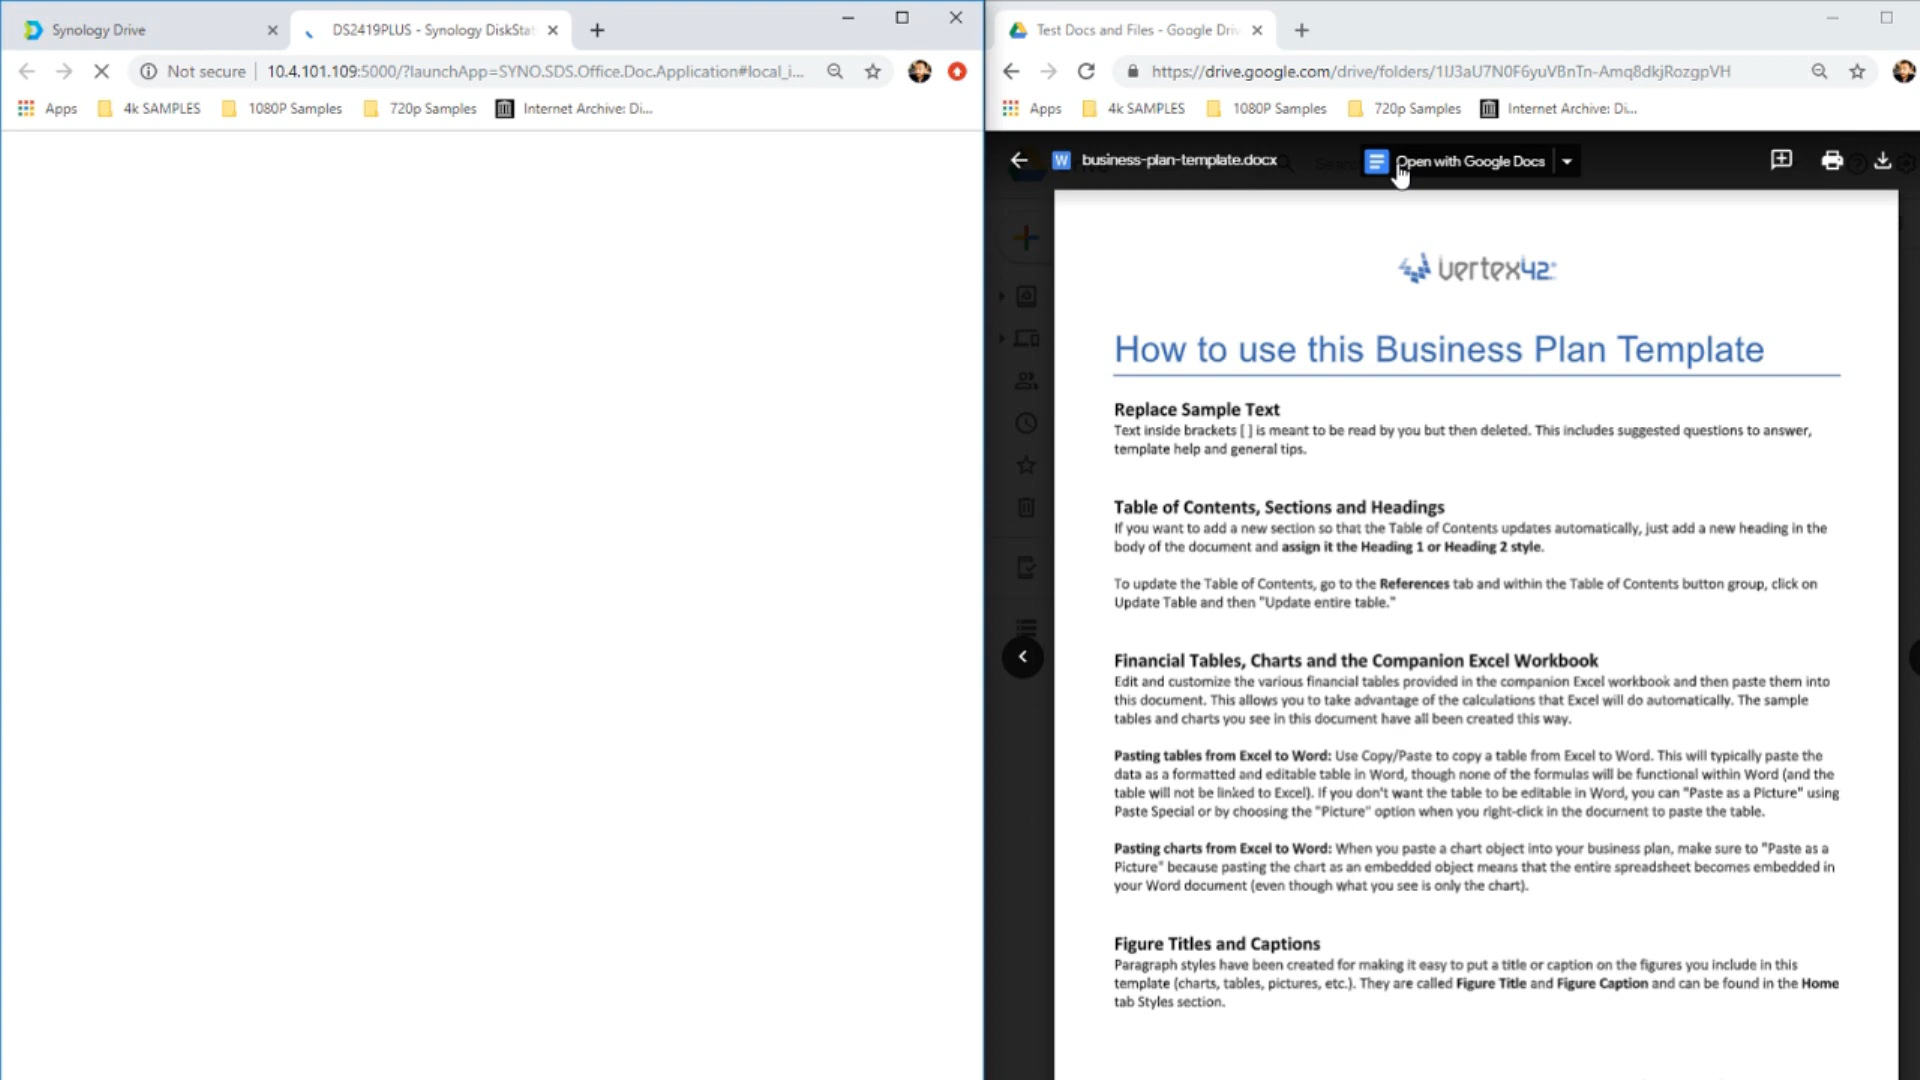 Synology Drive
DS2419PLUS - Synology DiskStat
Not secure
10.4.101.109:5000/?launchApp=SYNO.SDS.Office.Doc.Application#local_i...
Apps
4k SAMPLES
1080P Samples
720p Samples
Internet Archive: Di...
Test Docs and Files - Google Driv
https://drive.google.com/drive/folders/1IJ3aU7N0F6yuVBnTn-Amq8dkjRozgpVH
Apps
4k SAMPLES
1080P Samples
720p Samples
Internet Archive: Di...
W
business-plan-template.docx
Open with Google Docs
vertex42
How to use this Business Plan Template
Replace Sample Text
Text inside brackets [ ] is meant to be read by you but then deleted. This includes suggested questions to answer,
template help and general tips.
Table of Contents, Sections and Headings
If you want to add a new section so that the Table of Contents updates automatically, just add a new heading in the
body of the document and assign it the Heading 1 or Heading 2 style.
To update the Table of Contents, go to the References tab and within the Table of Contents button group, click on
Update Table and then "Update entire table."
Financial Tables, Charts and the Companion Excel Workbook
Edit and customize the various financial tables provided in the companion Excel workbook and then paste them into
this document. This allows you to take advantage of the calculations that Excel will do automatically. The sample
tables and charts you see in this document have all been created this way.
Pasting tables from Excel to Word: Use Copy/Paste to copy a table from Excel to Word. This will typically paste the
data as a formatted and editable table in Word, though none of the formulas will be functional within Word (and the
table will not be linked to Excel). If you don't want the table to be editable in Word, you can "Paste as a Picture" using
Paste Special or by choosing the "Picture" option when you right-click in the document to paste the table.
Pasting charts from Excel to Word: When you paste a chart object into your business plan, make sure to "Paste as a
Picture" because pasting the chart as an embedded object means that the entire spreadsheet becomes embedded in
your Word document (even though what you see is only the chart).
Figure Titles and Captions
Paragraph styles have been created for making it easy to put a title or caption on the figures you include in this
template (charts, tables, pictures, etc.). They are called Figure Title and Figure Caption and can be found in the Home
tab Styles section.